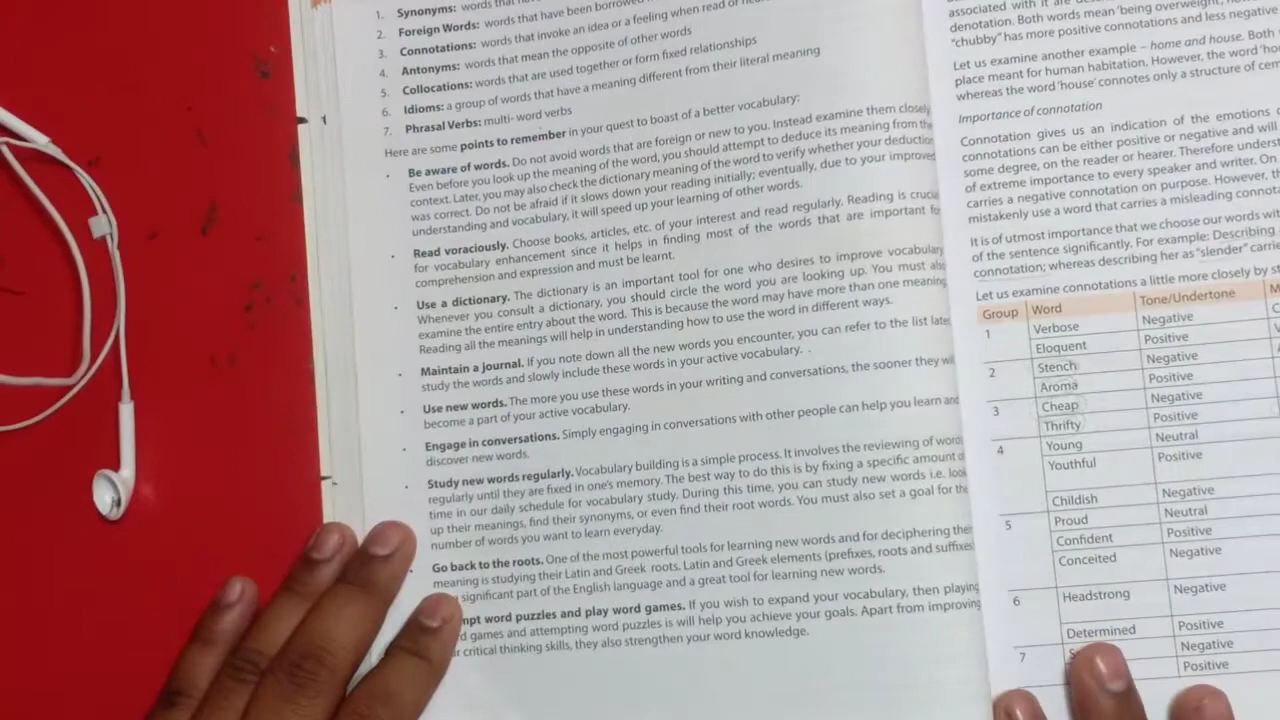 1. Synonyms: words that
2. Foreign Words: words that have been borrowed
3. Connotations: words that invoke an idea or a feeling when read or
4. Antonyms: words that mean the opposite of other words
5. Collocations: words that are used together or form fixed relationships
6. Idioms: a group of words that have a meaning different from their literal meaning
7. Phrasal Verbs: multi- word verbs
Here are some points to remember in your quest to boast of a better vocabulary:
• Be aware of words. Do not avoid words that are foreign or new to you. Instead examine them closely
Even before you look up the meaning of the word, you should attempt to deduce its meaning from the
context. Later, you may also check the dictionary meaning of the word to verify whether your deduction
was correct. Do not be afraid if it slows down your reading initially; eventually, due to your improved
understanding and vocabulary, it will speed up your learning of other words.
• Read voraciously. Choose books, articles, etc. of your interest and read regularly. Reading is
for vocabulary enhancement since it helps in finding most of the words that are important
comprehension and expression and must be learnt.
• Use a dictionary. The dictionary is an important tool for one who desires to improve vocabulary
Whenever you consult a dictionary, you should circle the word you are looking up. You must also
examine the entire entry about the word. This is because the word may have more than one meaning
Reading all the meanings will help in understanding how to use the word in different ways.
• Maintain a journal. If you note down all the new words you encounter, you can refer to the list
study the words and slowly include these words in your active vocabulary.
• Use new words. The more you use these words in your writing and conversations, the sooner they
become a part of your active vocabulary.
• Engage in conversations. Simply engaging in conversations with other people can help you learn and
discover new words.
• Study new words regularly. Vocabulary building is a simple process. It involves the reviewing of
regularly until they are fixed in one's memory. The best way to do this is by fixing a specific amount
time in our daily schedule for vocabulary study. During this time, you can study new words i.e. look
up their meanings, find their synonyms, or even find their root words. You must also set a goal for the
number of words you want to learn everyday.
• Go back to the roots. One of the most powerful tools for learning new words and for deciphering
meaning is studying their Latin and Greek roots. Latin and Greek elements (prefixes, roots and suffixes
significant part of the English language and a great tool for learning new words.
word puzzles and play word games. If you wish to expand your vocabulary, then playing
games and attempting word puzzles is will help you achieve your goals. Apart from improving
critical thinking skills, they also strengthen your word knowledge.
associated with it are
denotation. Both words mean 'being overweight,
"chubby" has more positive connotations and less negative
Let us examine another example – home and house. Both
place meant for human habitation. However, the word
whereas the word 'house' connotes only a structure of
Importance of connotation
Connotation gives us an indication of the emotions
connotations can be either positive or negative and will
some degree, on the reader or hearer. Therefore
of extreme importance to every speaker and writer. On
carries a negative connotation on purpose. However,
mistakenly use a word that carries a misleading
It is of utmost importance that we choose our words
of the sentence significantly. For example: Describing
connotation; whereas describing her as "slender"
Let us examine connotations a little more closely by
Group Word Tone/Undertone
1 Verbose Negative
Eloquent Positive
2 Stench Negative
Aroma Positive
3 Cheap Negative
Thrifty Positive
4 Young Neutral
Youthful Positive
Childish Negative
5 Proud Neutral
Confident Positive
Conceited Negative
6 Headstrong Negative
Determined Positive
7 Negative
Positive